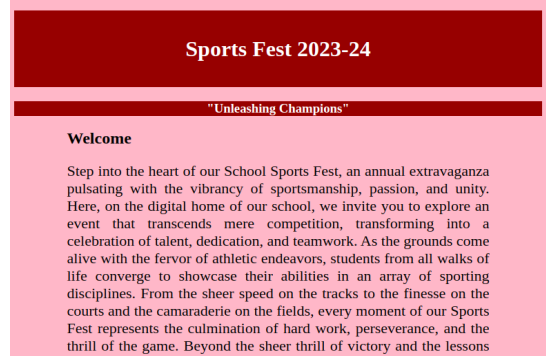 Sports Fest 2023-24
"Unleashing Champions"
Welcome
Step into the heart of our School Sports Fest, an annual extravaganza
pulsating with the vibrancy of sportsmanship, passion, and unity.
Here, on the digital home of our school, we invite you to explore an
event that transcends mere competition, transforming into a
celebration of talent, dedication, and teamwork. As the grounds come
alive with the fervor of athletic endeavors, students from all walks of
life converge to showcase their abilities in an array of sporting
disciplines. From the sheer speed on the tracks to the finesse on the
courts and the camaraderie on the fields, every moment of our Sports
Fest represents the culmination of hard work, perseverance, and the
thrill of the game. Beyond the sheer thrill of victory and the lessons